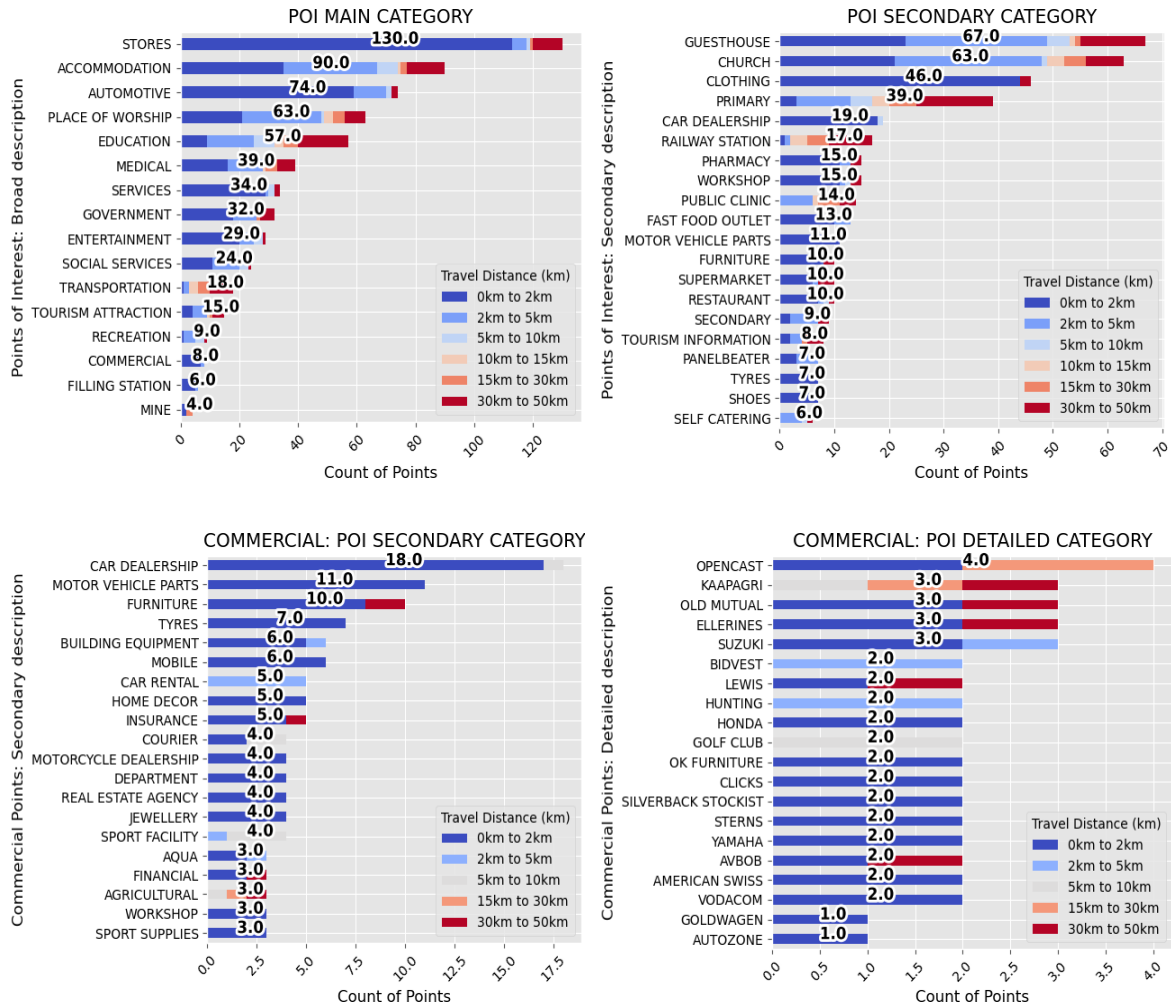 POI MAIN CATEGORY
Points of Interest: Broad description
STORES 130.0
ACCOMMODATION 90.0
AUTOMOTIVE 74.0
PLACE OF WORSHIP 63.0
EDUCATION 57.0
MEDICAL 39.0
SERVICES 34.0
GOVERNMENT 32.0
ENTERTAINMENT 29.0
SOCIAL SERVICES 24.0
TRANSPORTATION 18.0
TOURISM ATTRACTION 15.0
RECREATION 9.0
COMMERCIAL 8.0
FILLING STATION 6.0
MINE 4.0
Travel Distance (km)
0km to 2km
2km to 5km
5km to 10km
10km to 15km
15km to 30km
30km to 50km
0 20 40 60 80 100 120
Count of Points
POI SECONDARY CATEGORY
Points of Interest: Secondary description
GUESTHOUSE 67.0
CHURCH 63.0
CLOTHING 46.0
PRIMARY 39.0
CAR DEALERSHIP 19.0
RAILWAY STATION 17.0
PHARMACY 15.0
WORKSHOP 15.0
PUBLIC CLINIC 14.0
FAST FOOD OUTLET 13.0
MOTOR VEHICLE PARTS 11.0
FURNITURE 10.0
SUPERMARKET 10.0
RESTAURANT 10.0
SECONDARY 9.0
TOURISM INFORMATION 8.0
PANELBEATER 7.0
TYRES 7.0
SHOES 7.0
SELF CATERING 6.0
Travel Distance (km)
0km to 2km
2km to 5km
5km to 10km
10km to 15km
15km to 30km
30km to 50km
0 10 20 30 40 50 60 70
Count of Points
COMMERCIAL: POI SECONDARY CATEGORY
Commercial Points: Secondary description
CAR DEALERSHIP 18.0
MOTOR VEHICLE PARTS 11.0
FURNITURE 10.0
TYRES 7.0
BUILDING EQUIPMENT 6.0
MOBILE 6.0
CAR RENTAL 5.0
HOME DECOR 5.0
INSURANCE 5.0
COURIER 4.0
MOTORCYCLE DEALERSHIP 4.0
DEPARTMENT 4.0
REAL ESTATE AGENCY 4.0
JEWELLERY 4.0
SPORT FACILITY 4.0
AQUA 3.0
FINANCIAL 3.0
AGRICULTURAL 3.0
WORKSHOP 3.0
SPORT SUPPLIES 3.0
Travel Distance (km)
0km to 2km
2km to 5km
5km to 10km
15km to 30km
30km to 50km
0.0 2.5 5.0 7.5 10.0 12.5 15.0 17.5
Count of Points
COMMERCIAL: POI DETAILED CATEGORY
Commercial Points: Detailed description
OPENCAST 4.0
KAAPAGRI 3.0
OLD MUTUAL 3.0
ELLERINES 3.0
SUZUKI 3.0
BIDVEST 2.0
LEWIS 2.0
HUNTING 2.0
HONDA 2.0
GOLF CLUB 2.0
OK FURNITURE 2.0
CLICKS 2.0
SILVERBACK STOCKIST 2.0
STERNS 2.0
YAMAHA 2.0
AVBOB 2.0
AMERICAN SWISS 2.0
VODACOM 2.0
GOLDWAGEN 1.0
AUTOZONE 1.0
Travel Distance (km)
0km to 2km
2km to 5km
5km to 10km
15km to 30km
30km to 50km
0.0 0.5 1.0 1.5 2.0 2.5 3.0 3.5 4.0
Count of Points